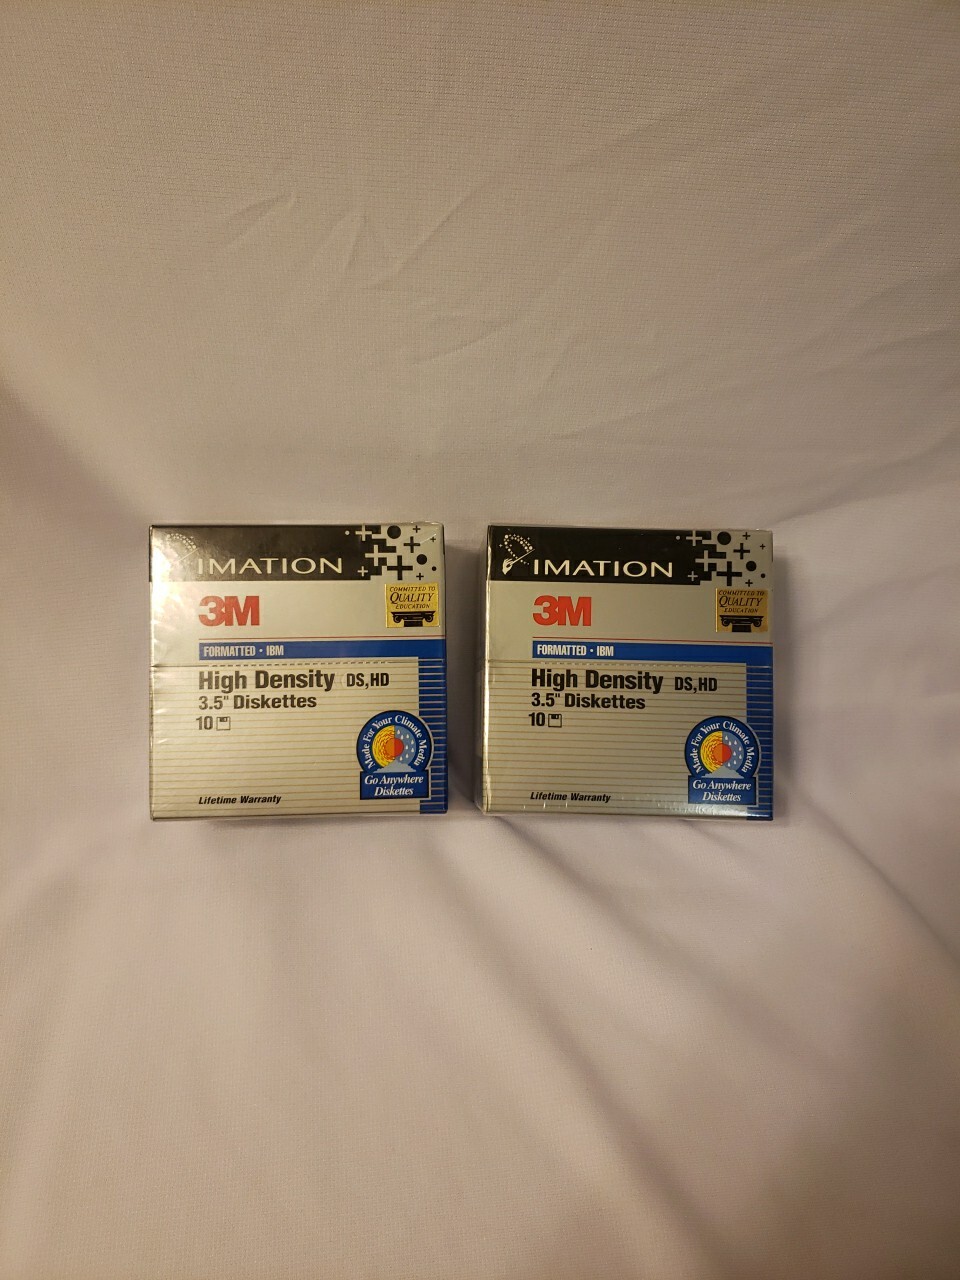 IMATION
3M
COMMITTED TO
QUALITY
EDUCATION
FORMATTED • IBM
High Density DS, HD
3.5" Diskettes
10
Made For Your Climate Media
Go Anywhere
Diskettes
Lifetime Warranty
IMATION
3M
COMMITTED TO
QUALITY
EDUCATION
FORMATTED • IBM
High Density DS, HD
3.5" Diskettes
10
Made For Your Climate Media
Go Anywhere
Diskettes
Lifetime Warranty